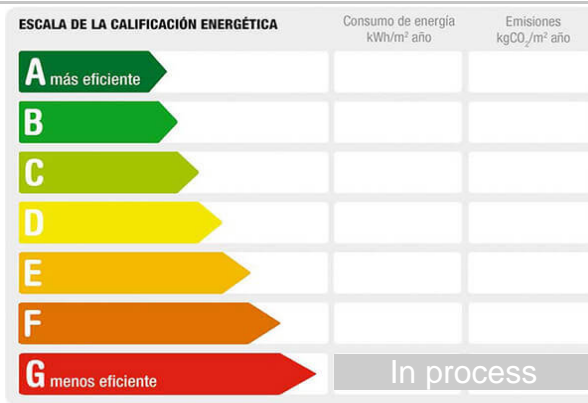 ESCALA DE LA CALIFICACIÓN ENERGÉTICA
Consumo de energía
kWh/m² año
Emisiones
kgCO₂/m² año
A más eficiente
B
C
D
E
F
G menos eficiente
In process